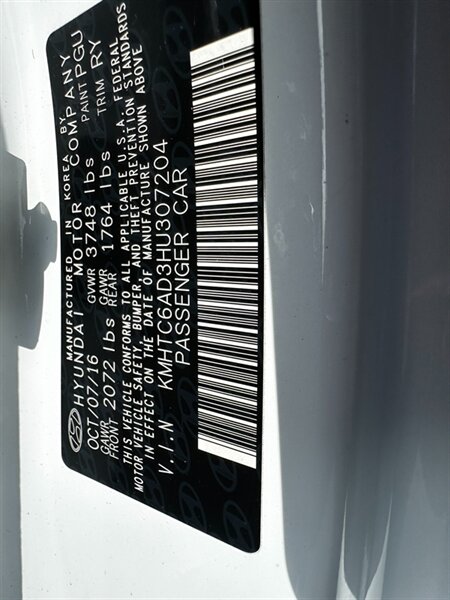 MANUFACTURED IN KOREA BY
HYUNDAI MOTOR COMPANY
OCT/07/16 GVWR 3748 lbs PAINT PGU
GAWR FRONT 2072 lbs GAWR REAR 1764 lbs TRIM RY
THIS VEHICLE CONFORMS TO ALL APPLICABLE U.S.A. FEDERAL
MOTOR VEHICLE SAFETY, BUMPER, AND THEFT PREVENTION STANDARDS
IN EFFECT ON THE DATE OF MANUFACTURE SHOWN ABOVE
V.I.N KMHTC6AD3HU307204
PASSENGER CAR